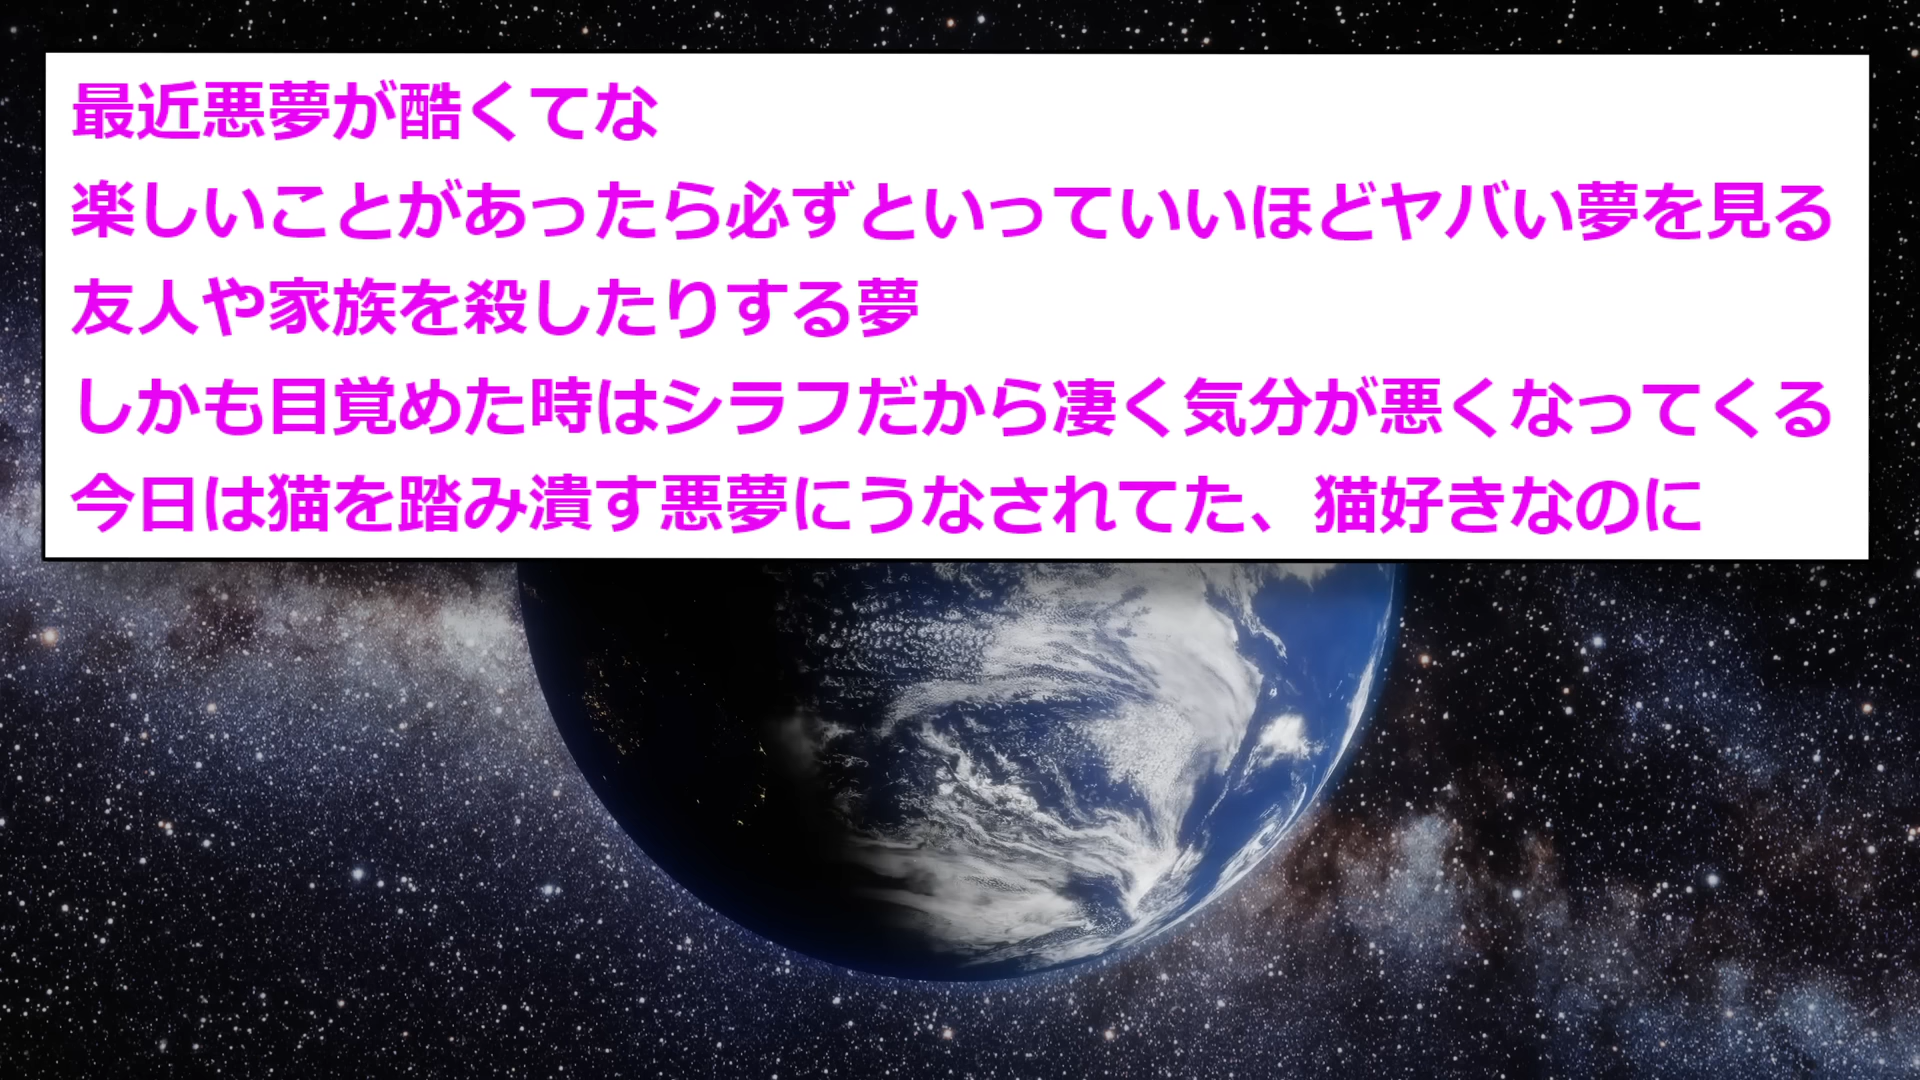 最近悪夢が酷くてな
楽しいことがあったら必ずといっていいほどヤバい夢を見る
友人や家族を殺したりする夢
しかも目覚めた時はシラフだから凄く気分が悪くなってくる
今日は猫を踏み潰す悪夢にうなされてた、猫好きなのに